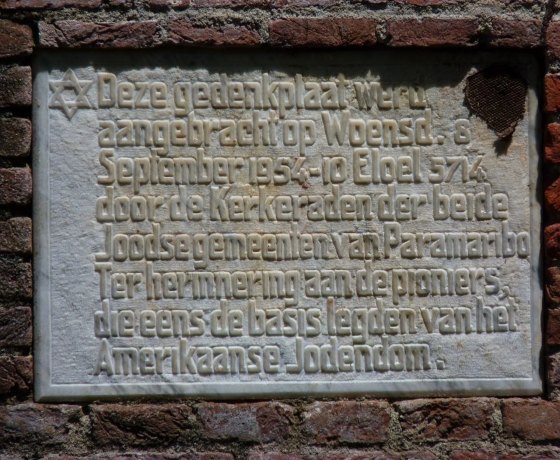 Deze gedenkplaat werd
aangebracht op Woensd. 8
September 1954-10 Eloel 5714
door de Kerkeraden der beide
Joodse gemeenten van Paramaribo
Ter herinnering aan de pioniers,
die eens de basis legden van het
Amerikaanse Jodendom.